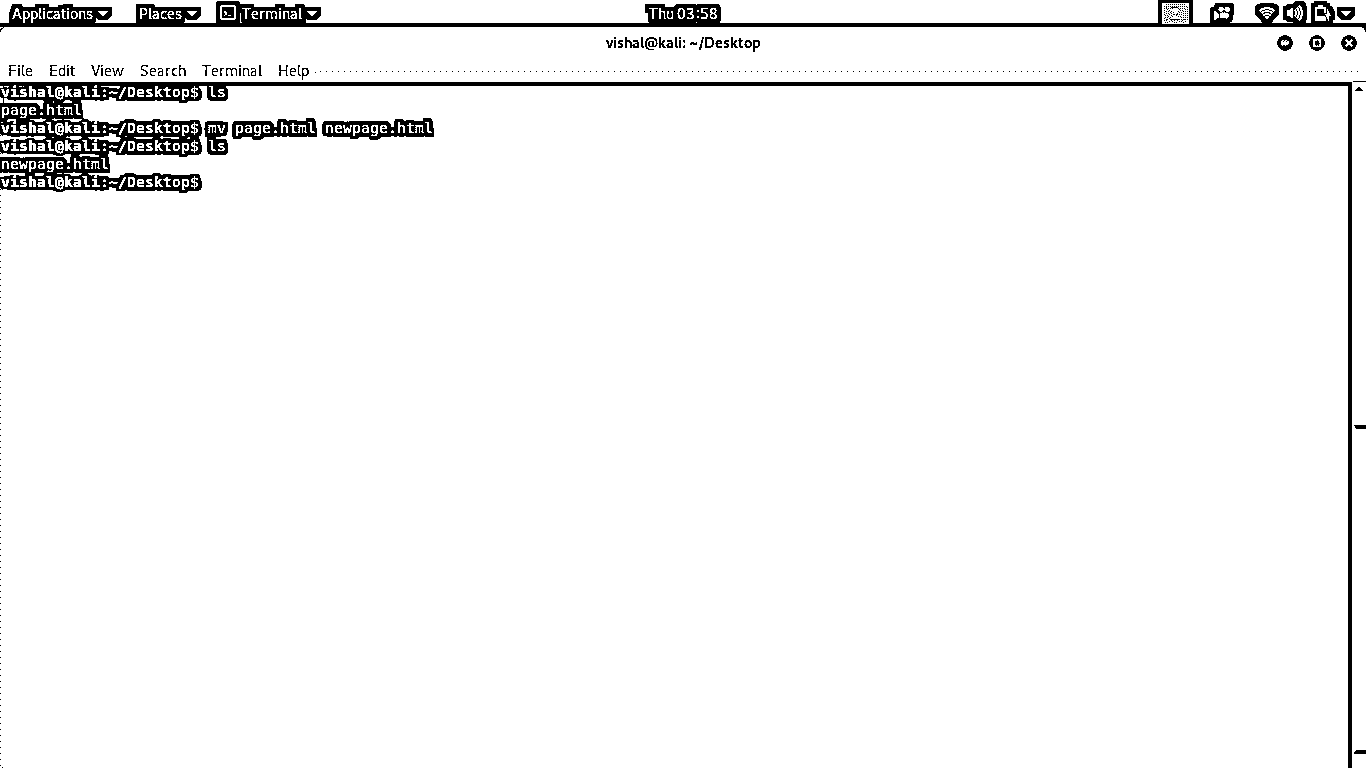 Applications Places Terminal Thu 03:58
vishal@kali: ~/Desktop
File Edit View Search Terminal Help
vishal@kali:~/Desktop$ ls
page.html
vishal@kali:~/Desktop$ mv page.html newpage.html
vishal@kali:~/Desktop$ ls
newpage.html
vishal@kali:~/Desktop$